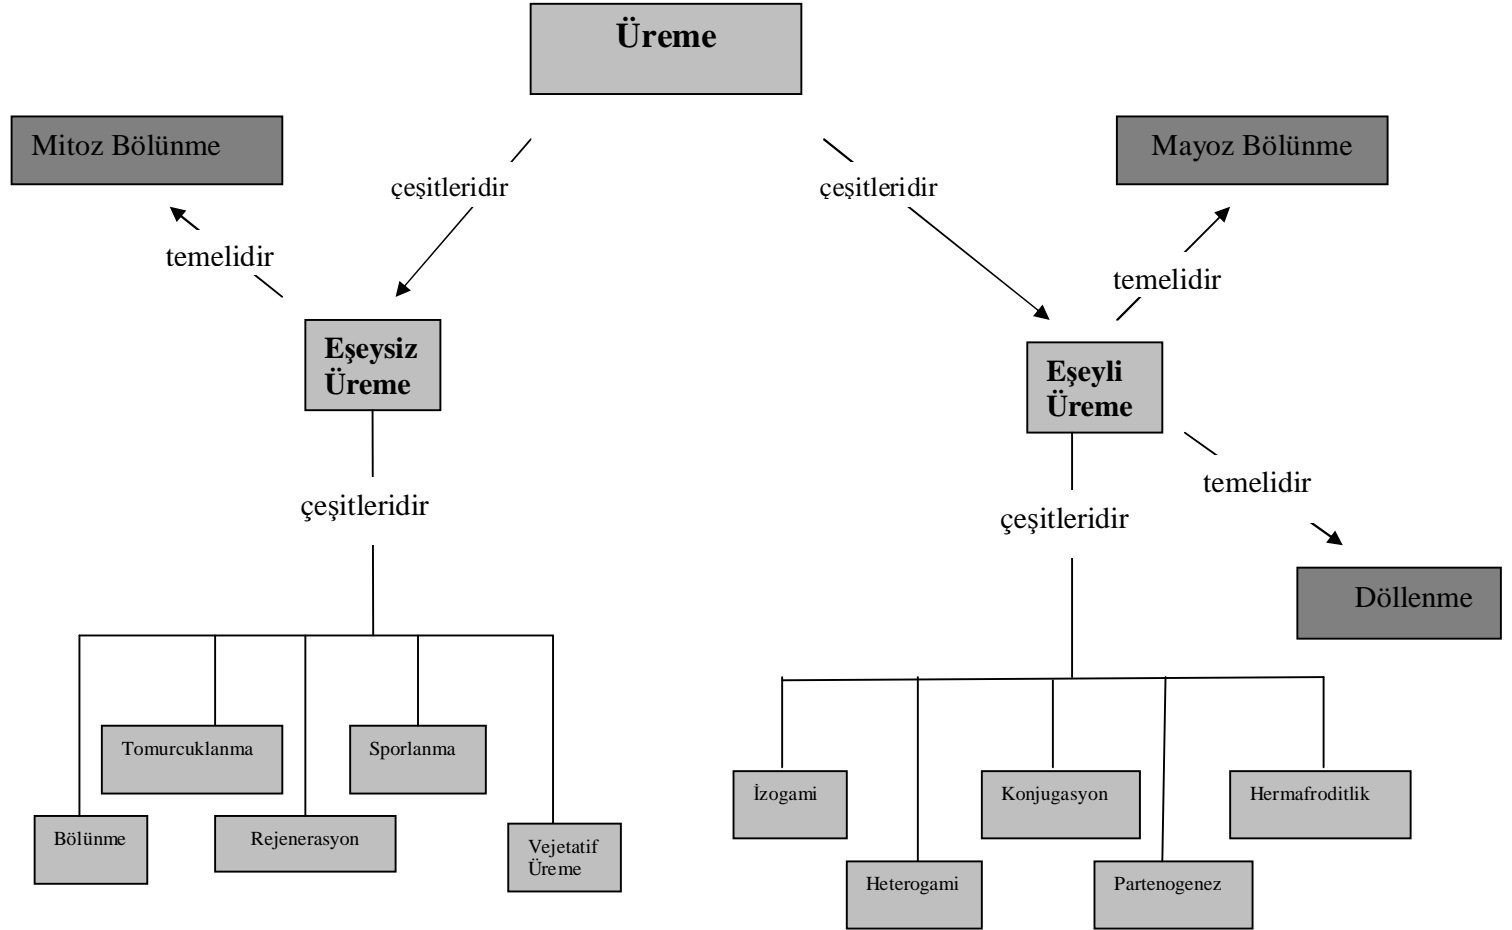 Üreme
Mitoz Bölünme
Mayoz Bölünme
çeşitleridir
çeşitleridir
temelidir
temelidir
Eşeysiz
Üreme
Eşeyli
Üreme
temelidir
çeşitleridir
çeşitleridir
Döllenme
Tomurcuklanma
Sporlanma
İzogami
Konjugasyon
Hermafroditlik
Bölünme
Rejenerasyon
Vejetatif
Üreme
Heterogami
Partenogenez